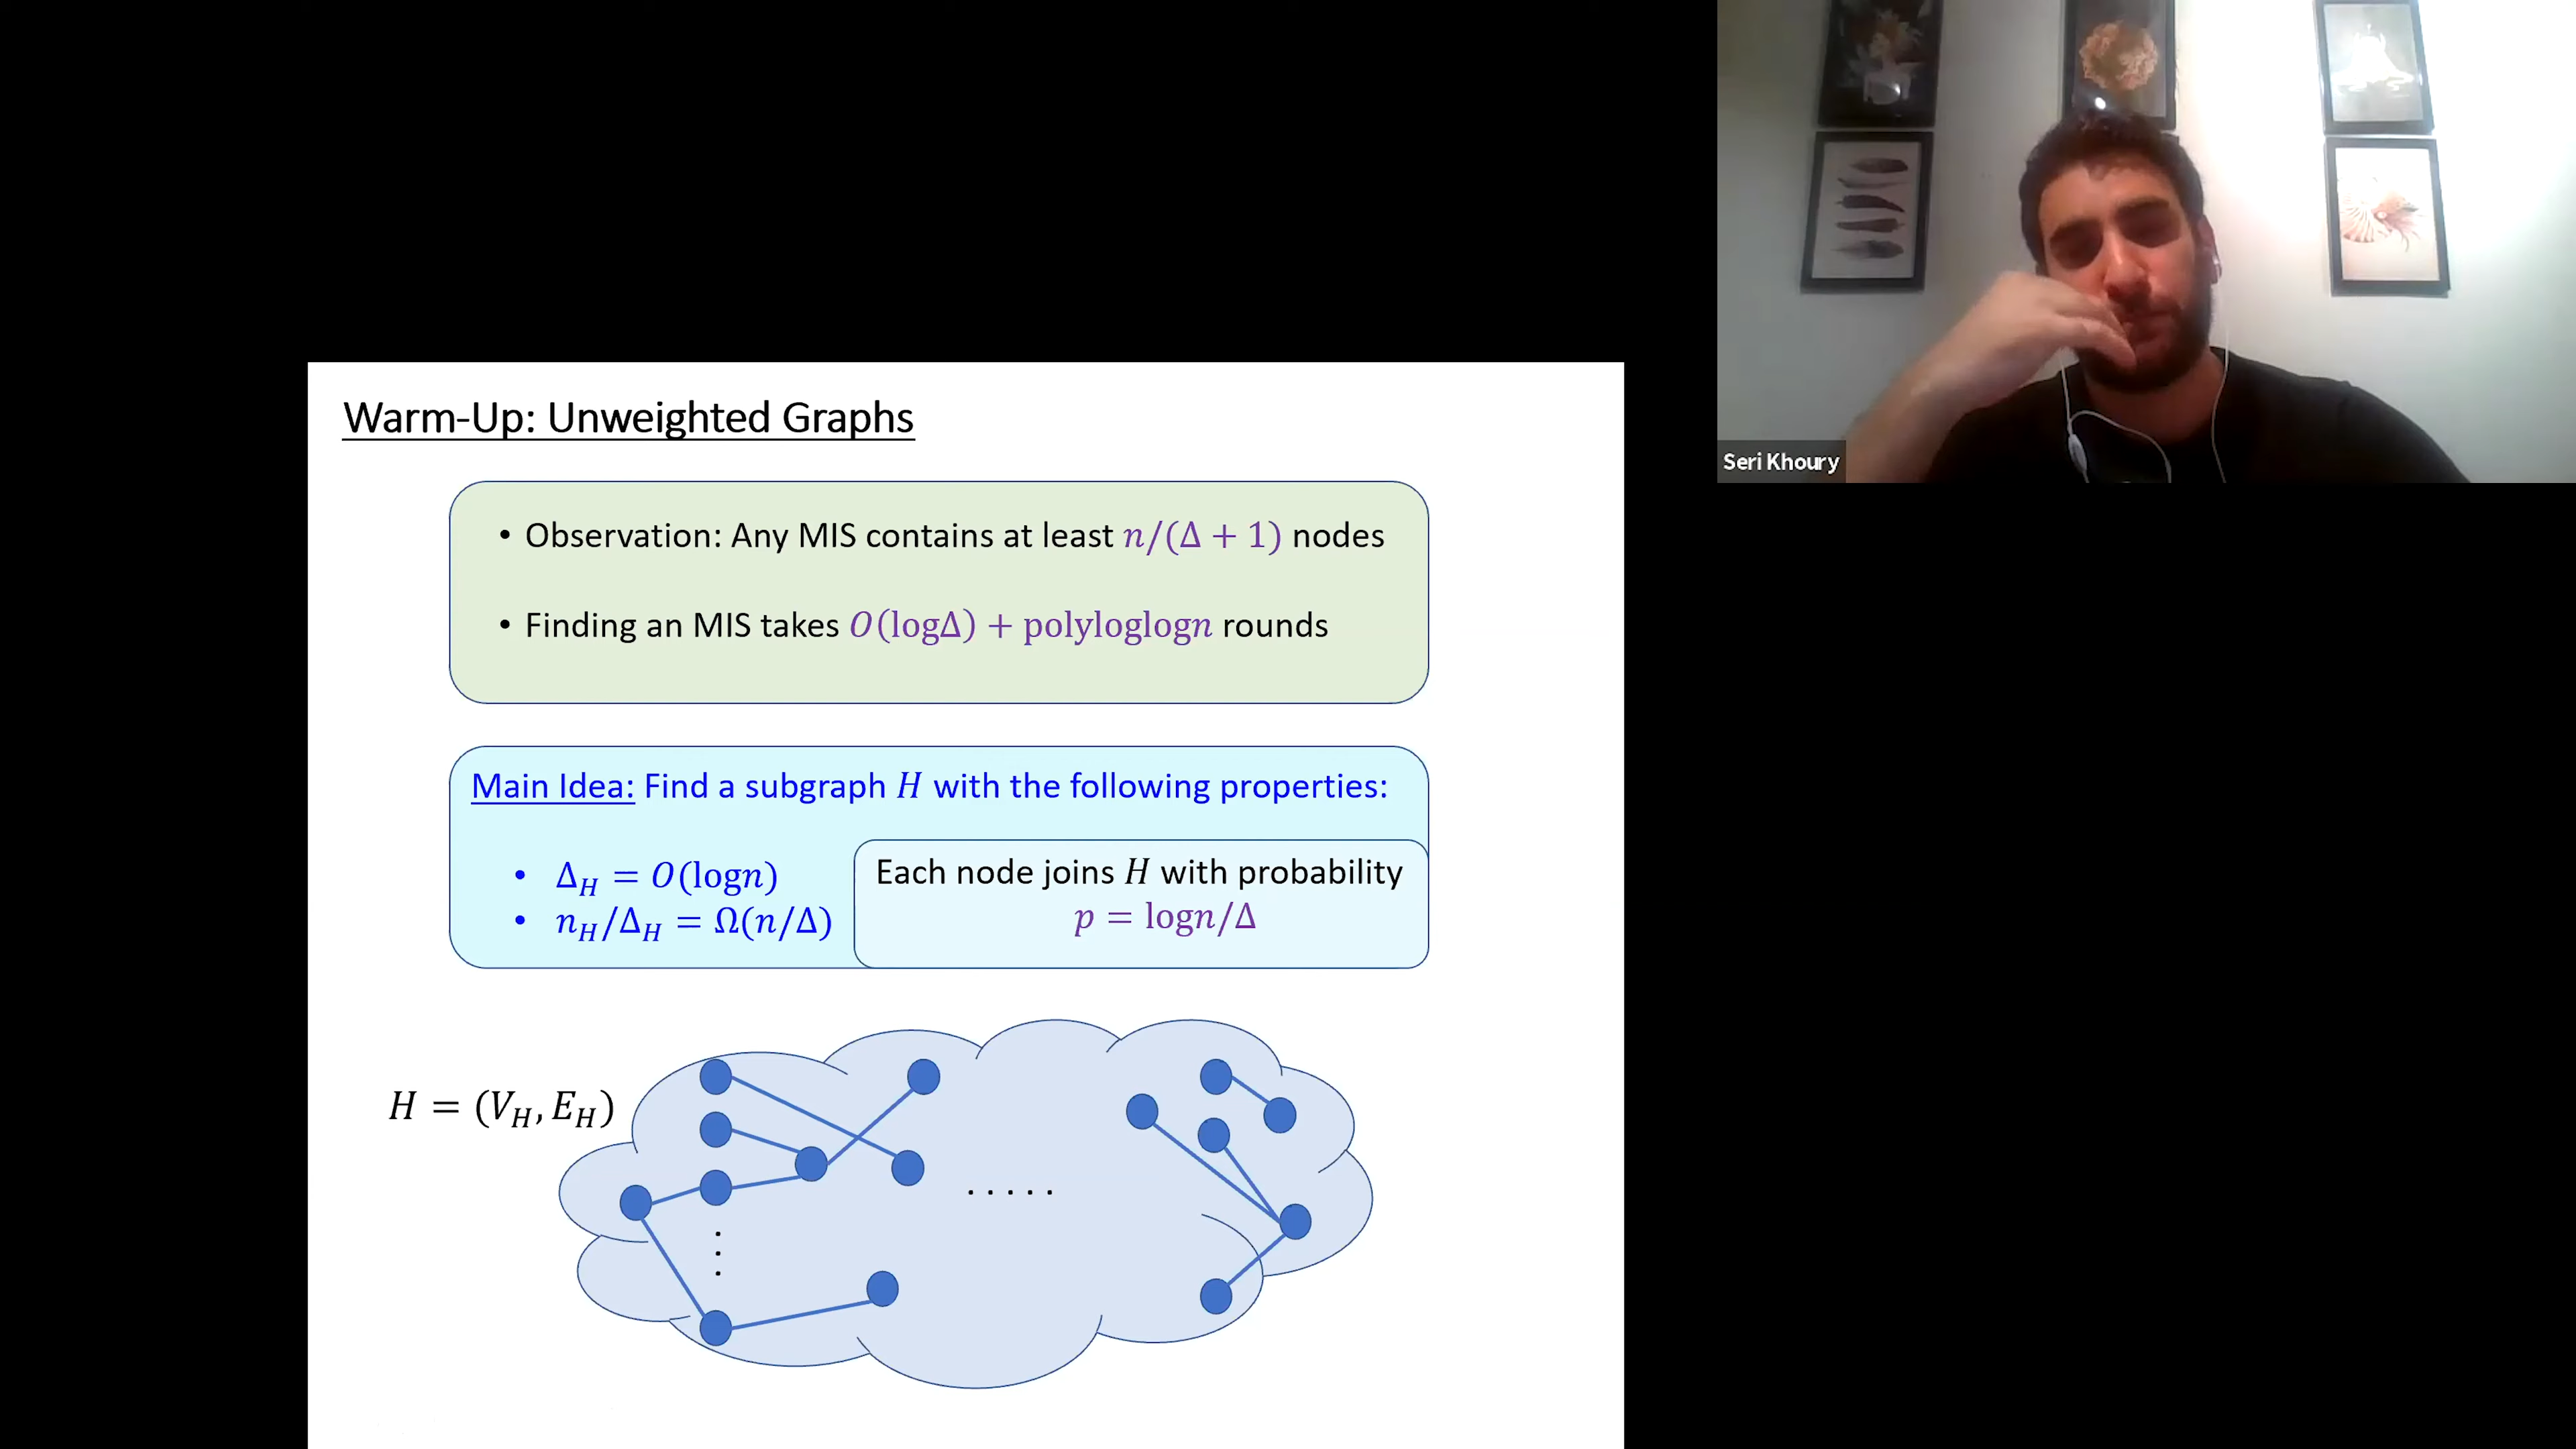 Warm-Up: Unweighted Graphs
• Observation: Any MIS contains at least n/(Δ + 1) nodes
• Finding an MIS takes O(logΔ) + polyloglogn rounds
Main Idea: Find a subgraph H with the following properties:
• Δ_H = O(logn)
• n_H/Δ_H = Ω(n/Δ)
Each node joins H with probability
p = logn/Δ
H = (V_H, E_H)
Seri Khoury